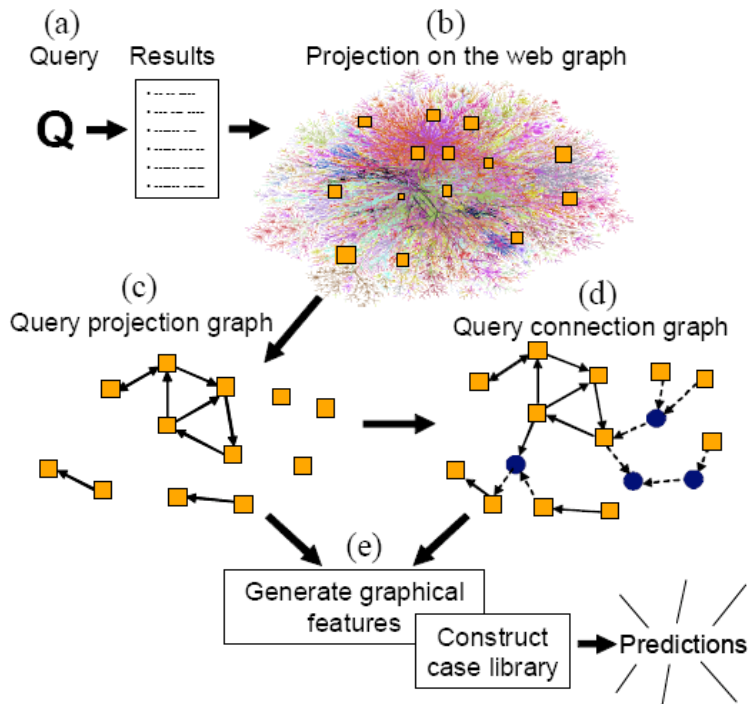 (a)
Query
Results
Q
(b)
Projection on the web graph
(c)
Query projection graph
(d)
Query connection graph
(e)
Generate graphical
features
Construct
case library
Predictions